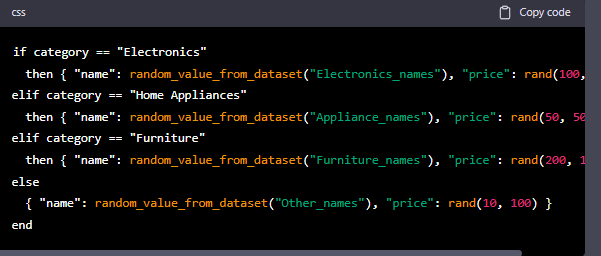 css Copy code
if category == "Electronics"
then { "name": random_value_from_dataset("Electronics_names"), "price": rand(100,
elif category == "Home Appliances"
then { "name": random_value_from_dataset("Appliance_names"), "price": rand(50, 50
elif category == "Furniture"
then { "name": random_value_from_dataset("Furniture_names"), "price": rand(200, 1
else
{ "name": random_value_from_dataset("Other_names"), "price": rand(10, 100) }
end